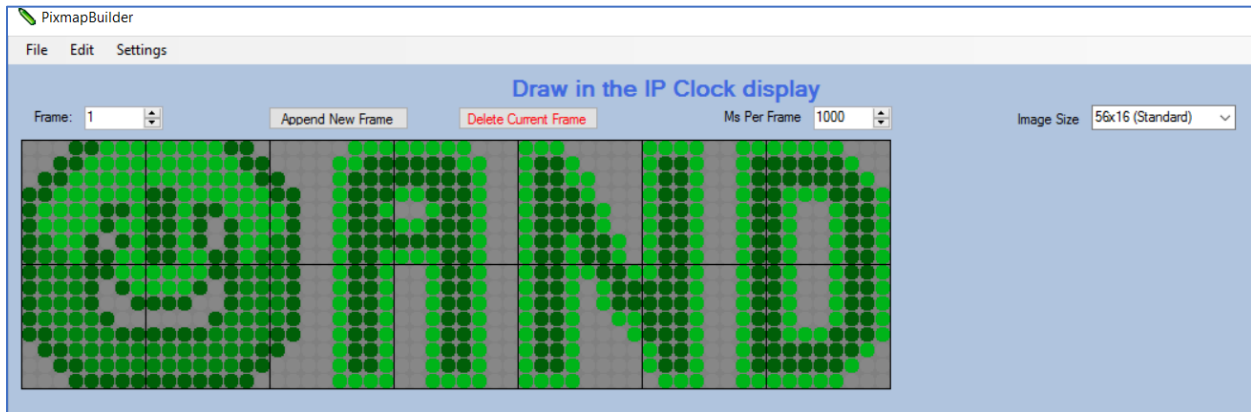 PixmapBuilder
File Edit Settings
Draw in the IP Clock display
Frame: 1 Append New Frame Delete Current Frame Ms Per Frame 1000 Image Size 56x16 (Standard)
AND